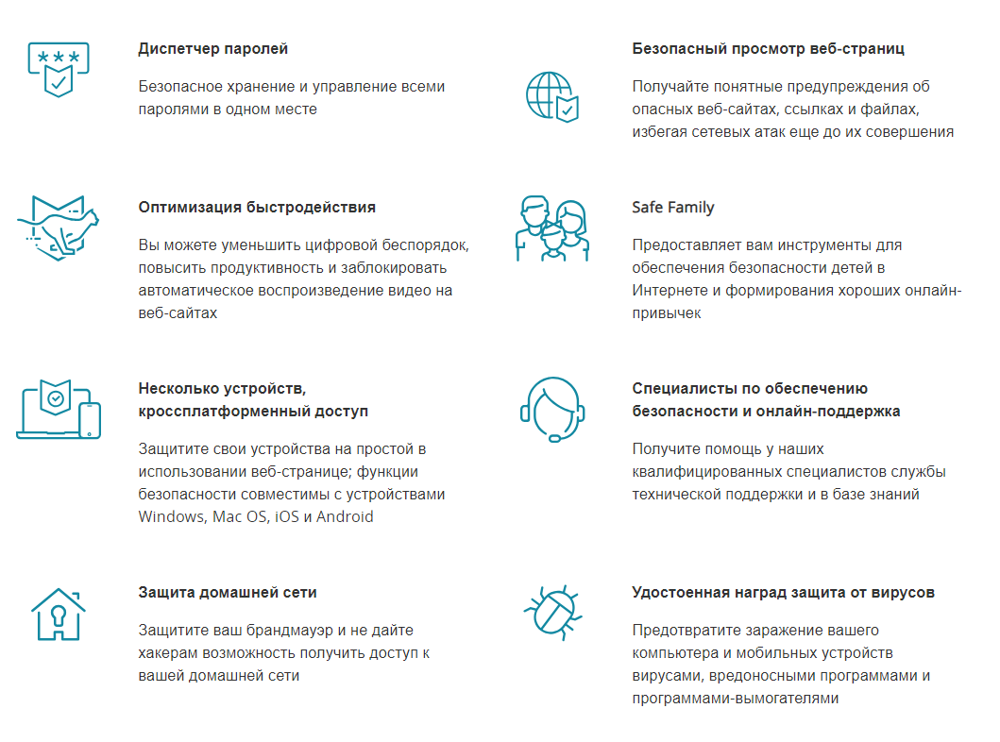 Диспетчер паролей
Безопасное хранение и управление всеми
паролями в одном месте
Безопасный просмотр веб-страниц
Получайте понятные предупреждения об
опасных веб-сайтах, ссылках и файлах,
избегая сетевых атак еще до их совершения
Оптимизация быстродействия
Вы можете уменьшить цифровой беспорядок,
повысить продуктивность и заблокировать
автоматическое воспроизведение видео на
веб-сайтах
Safe Family
Предоставляет вам инструменты для
обеспечения безопасности детей в
Интернете и формирования хороших онлайн-
привычек
Несколько устройств,
кроссплатформенный доступ
Защитите свои устройства на простой в
использовании веб-странице; функции
безопасности совместимы с устройствами
Windows, Mac OS, iOS и Android
Специалисты по обеспечению
безопасности и онлайн-поддержка
Получите помощь у наших
квалифицированных специалистов службы
технической поддержки и в базе знаний
Защита домашней сети
Защитите ваш брандмауэр и не дайте
хакерам возможность получить доступ к
вашей домашней сети
Удостоенная наград защита от вирусов
Предотвратите заражение вашего
компьютера и мобильных устройств
вирусами, вредоносными программами и
программами-вымогателями